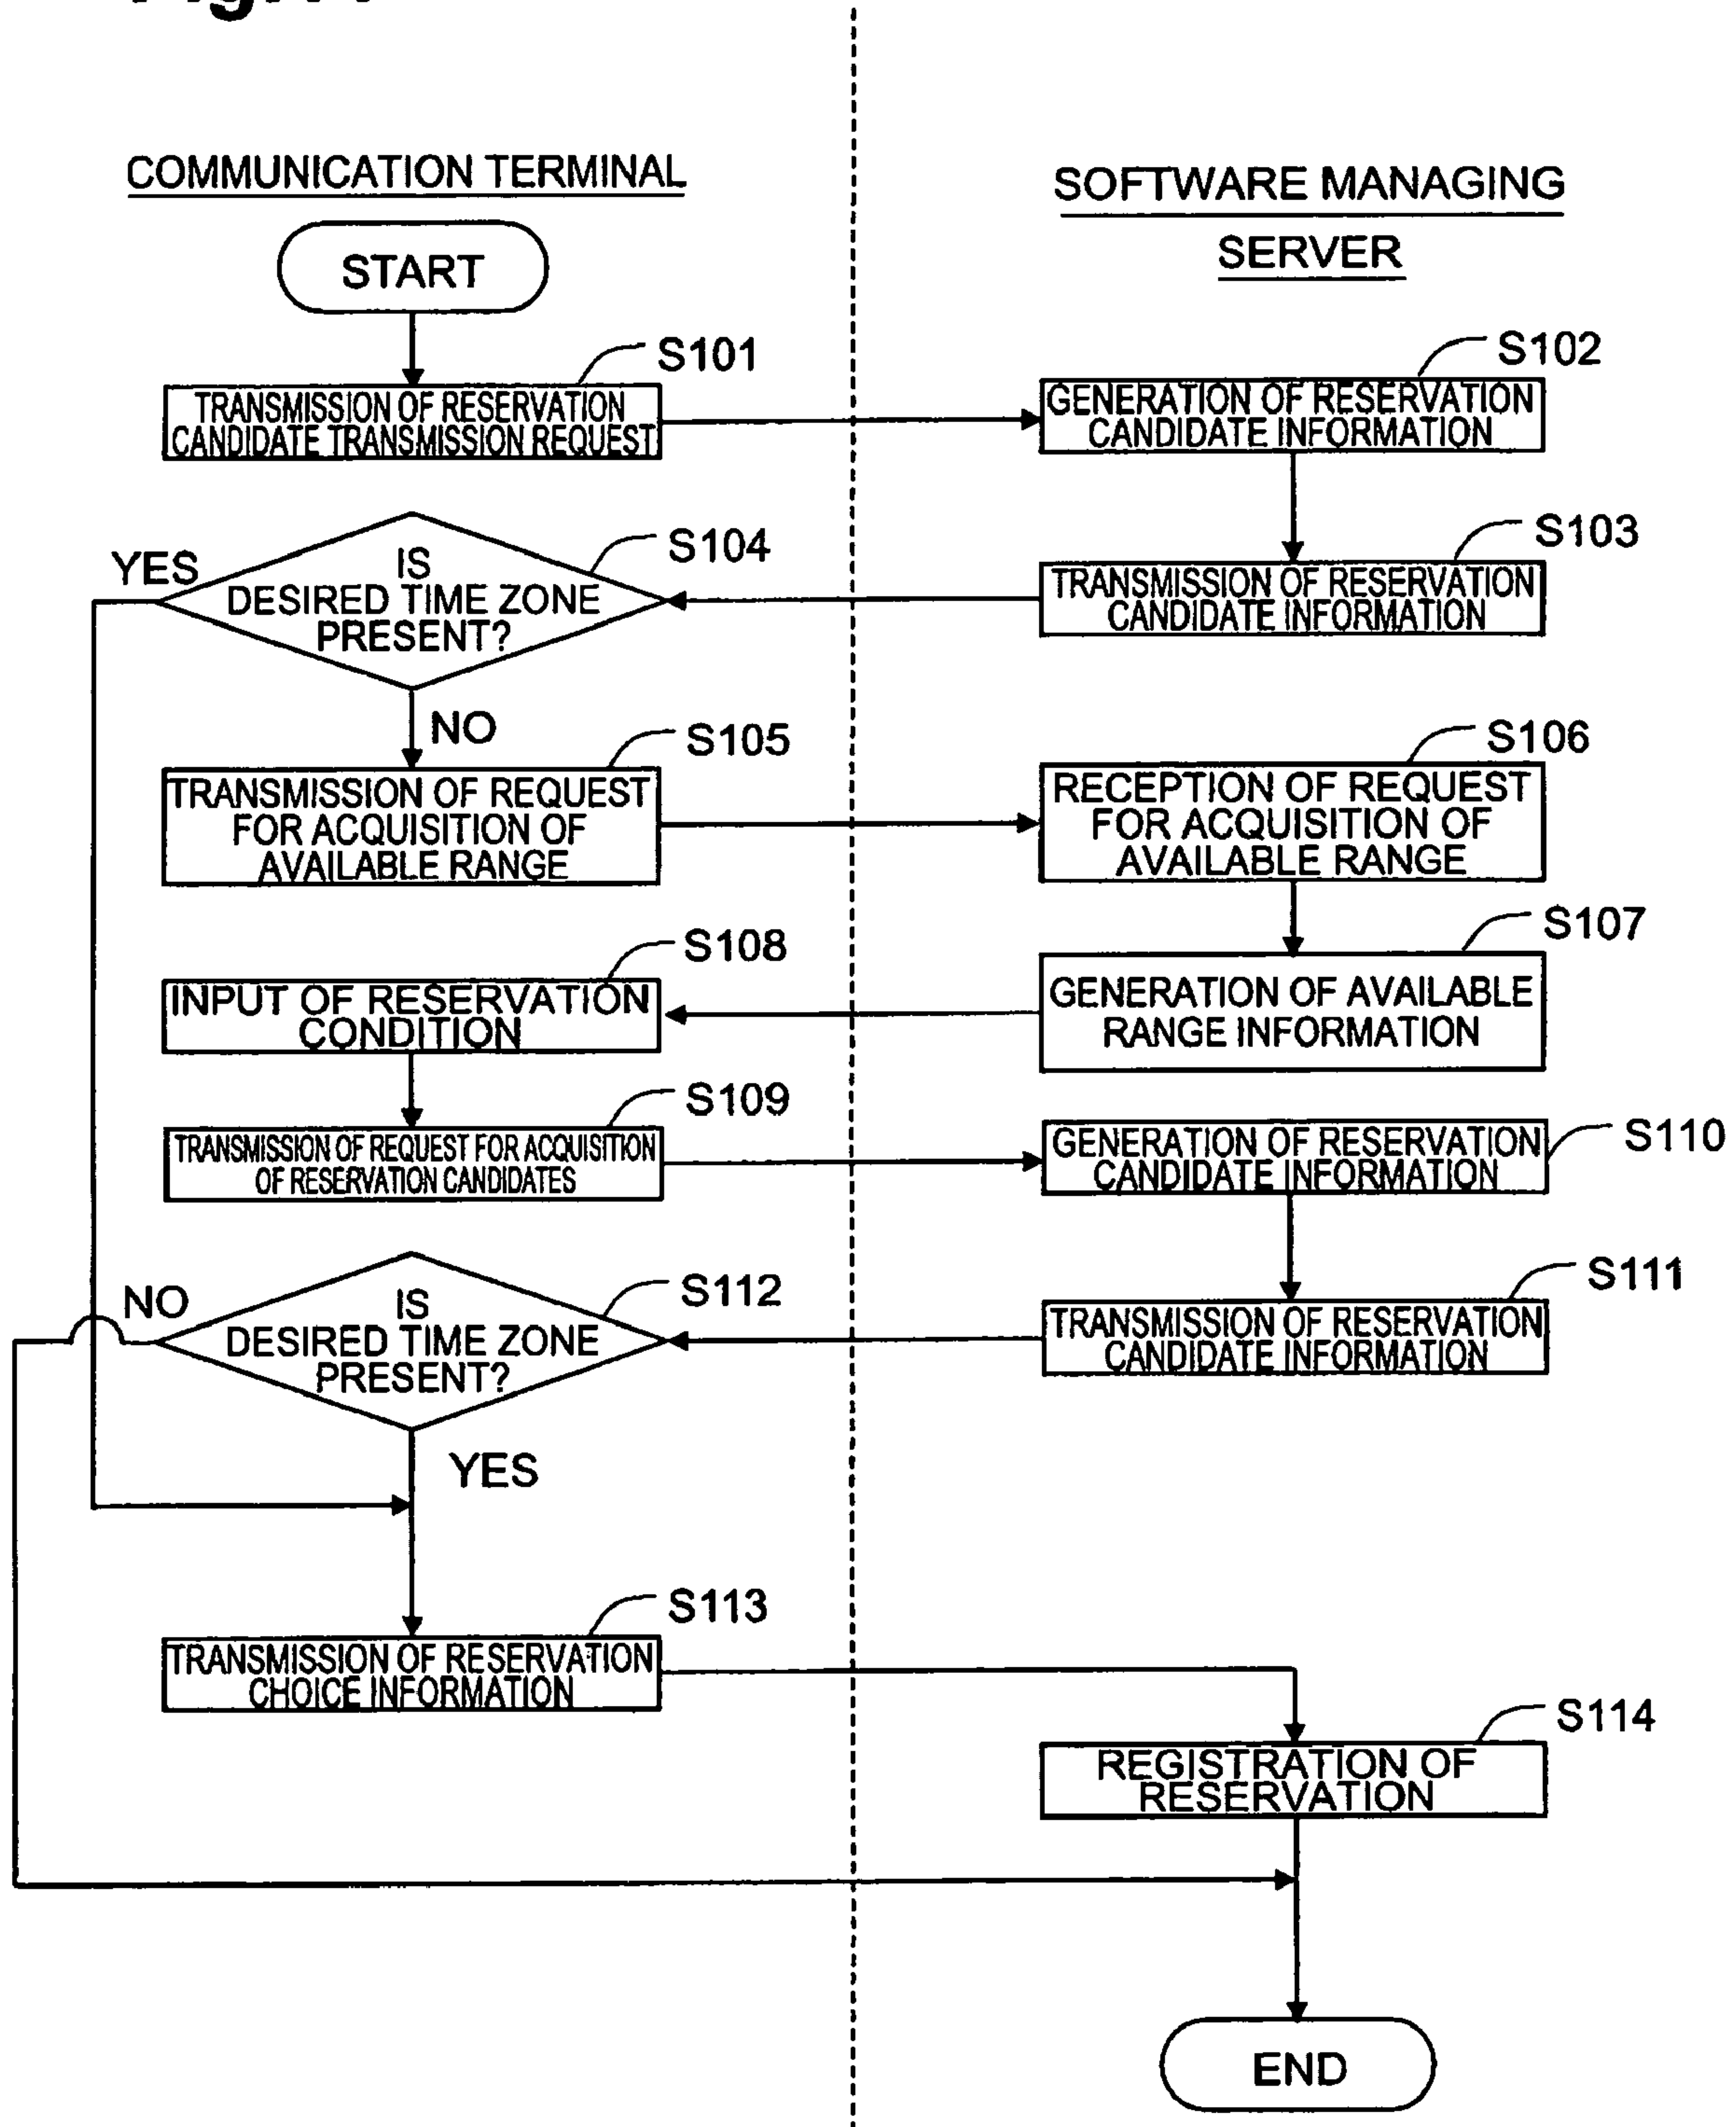 COMMUNICATION TERMINAL
SOFTWARE MANAGING
SERVER
START
S101
TRANSMISSION OF RESERVATION
CANDIDATE TRANSMISSION REQUEST
S102
GENERATION OF RESERVATION
CANDIDATE INFORMATION
S103
TRANSMISSION OF RESERVATION
CANDIDATE INFORMATION
S104
YES
IS
DESIRED TIME ZONE
PRESENT?
NO
S105
TRANSMISSION OF REQUEST
FOR ACQUISITION OF
AVAILABLE RANGE
S106
RECEPTION OF REQUEST
FOR ACQUISITION OF
AVAILABLE RANGE
S107
GENERATION OF AVAILABLE
RANGE INFORMATION
S108
INPUT OF RESERVATION
CONDITION
S109
TRANSMISSION OF REQUEST FOR ACQUISITION
OF RESERVATION CANDIDATES
S110
GENERATION OF RESERVATION
CANDIDATE INFORMATION
S111
TRANSMISSION OF RESERVATION
CANDIDATE INFORMATION
S112
NO
IS
DESIRED TIME ZONE
PRESENT?
YES
S113
TRANSMISSION OF RESERVATION
CHOICE INFORMATION
S114
REGISTRATION OF
RESERVATION
END